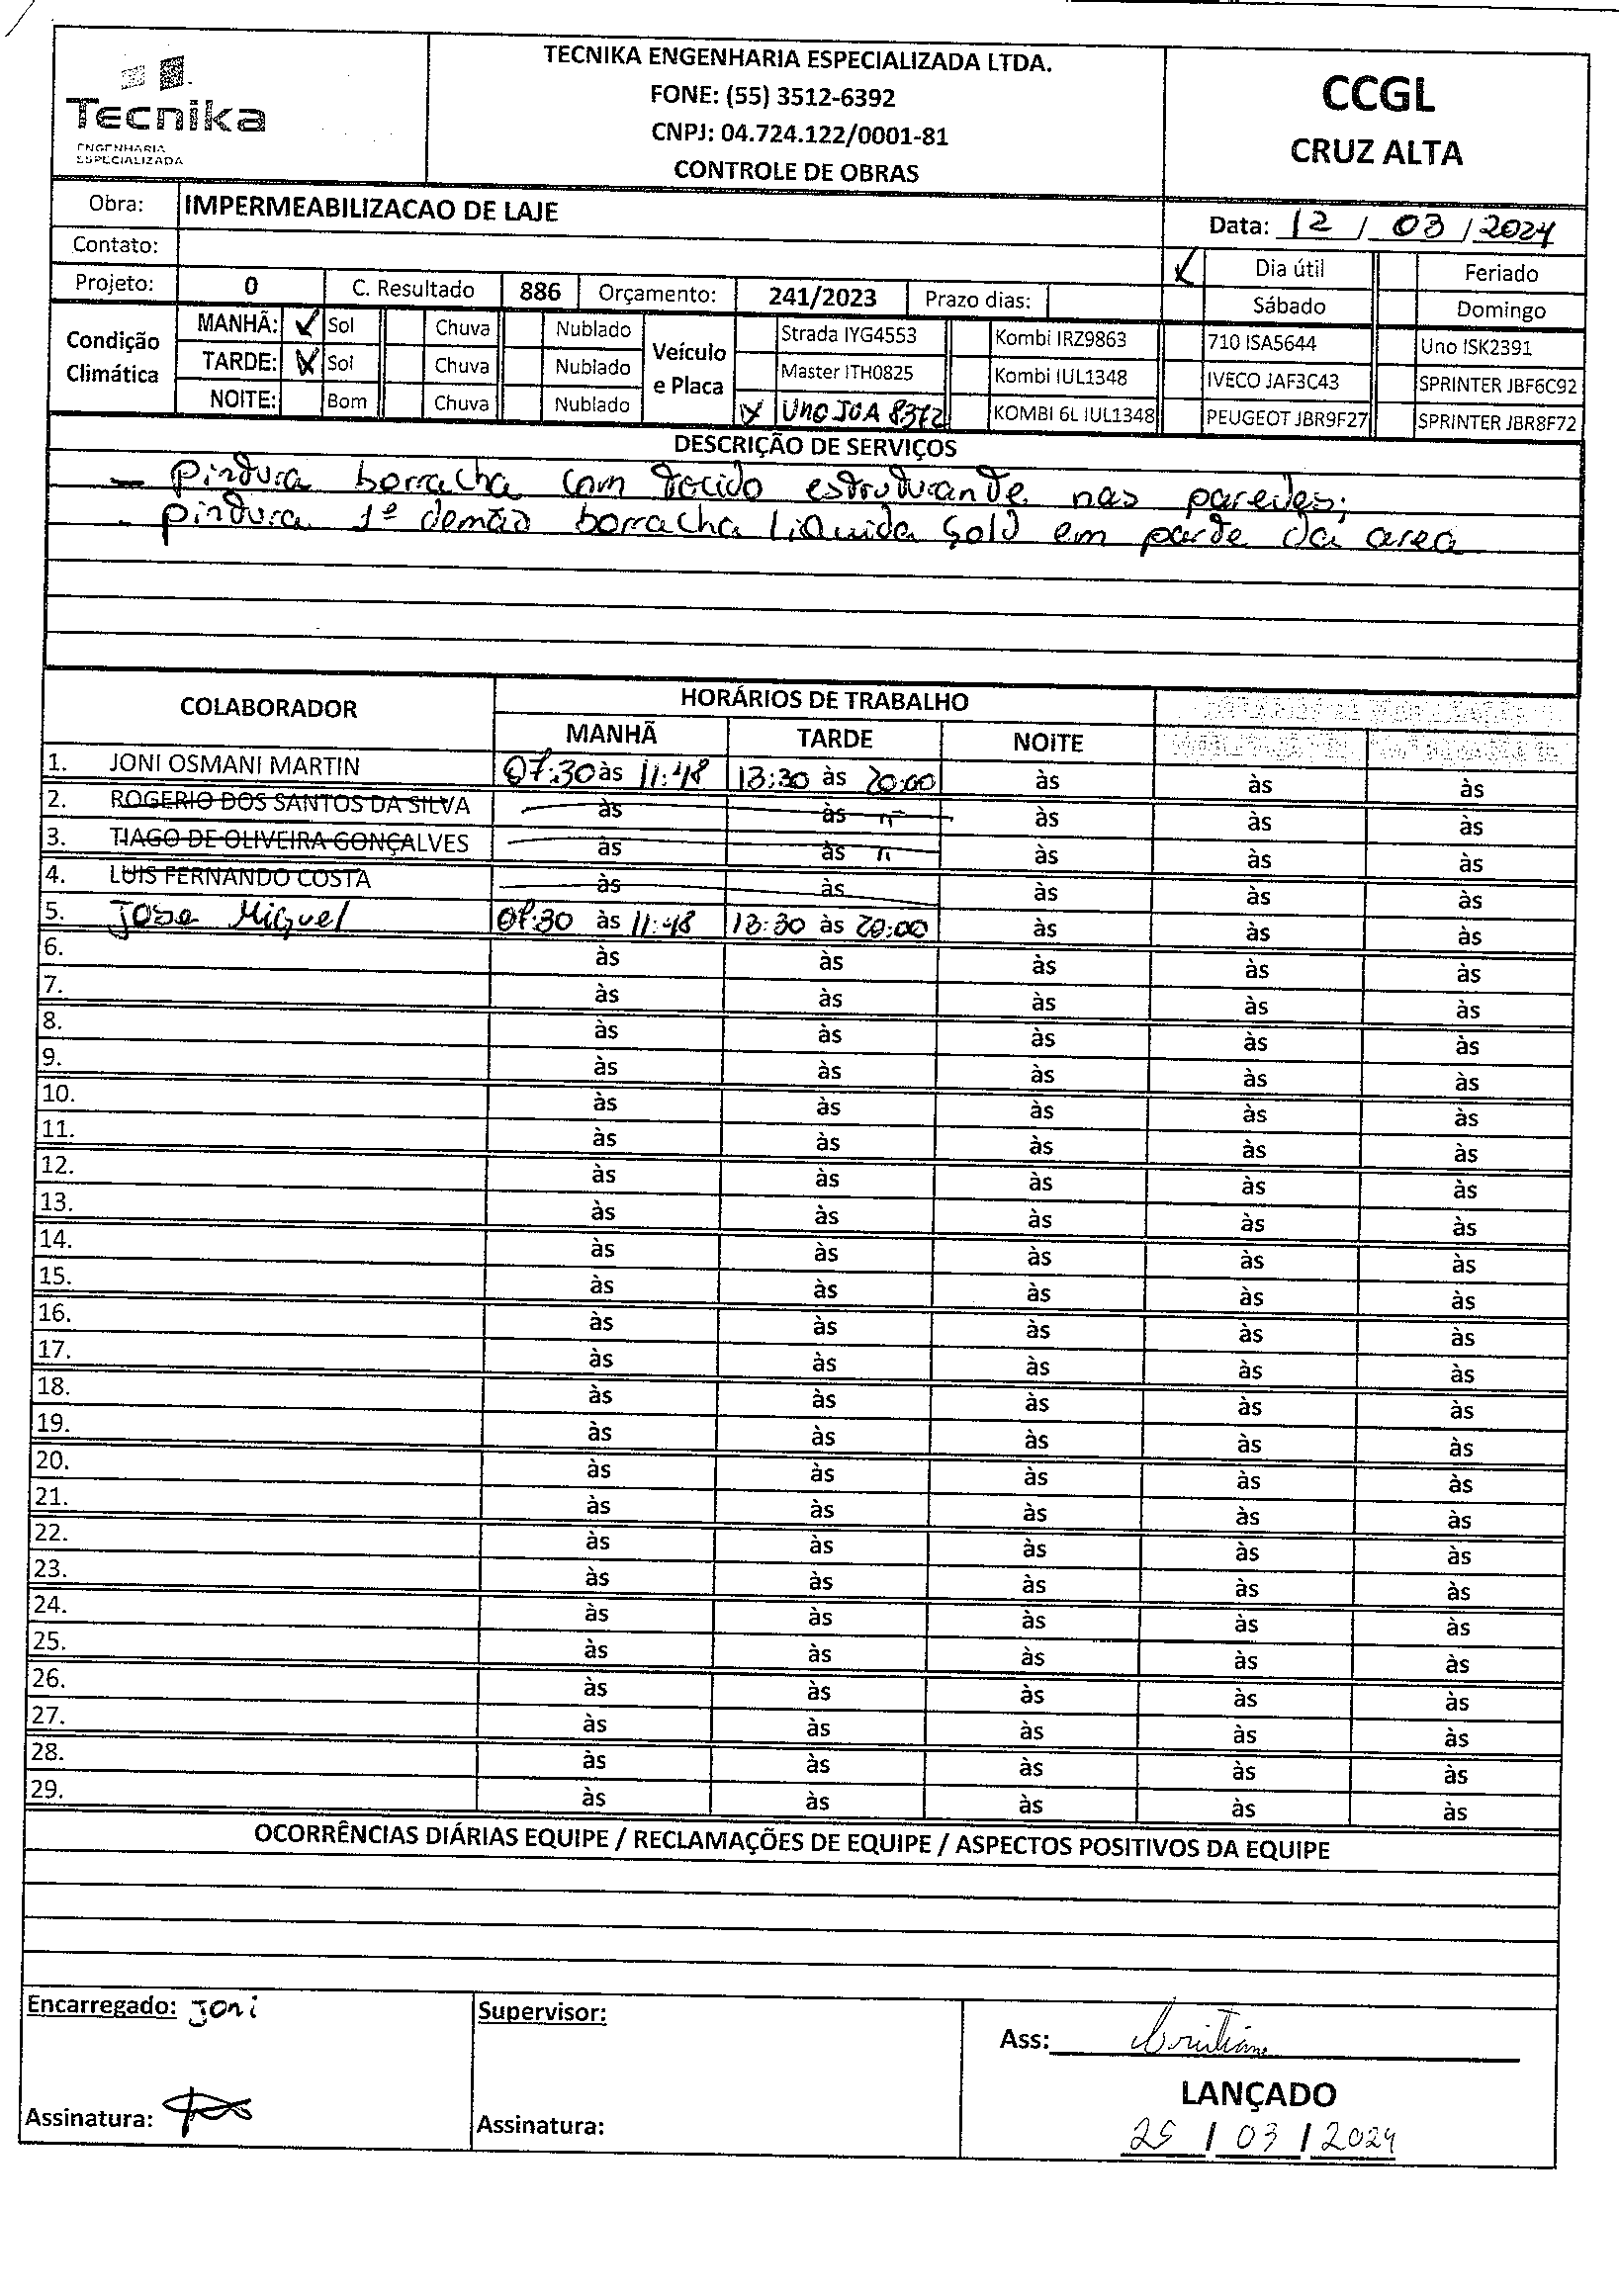 Tecnika
ENGENHARIA
ESPECIALIZADA
TECNIKA ENGENHARIA ESPECIALIZADA LTDA.
FONE: (55) 3512-6392
CNPJ: 04.724.122/0001-81
CONTROLE DE OBRAS
CCGL
CRUZ ALTA
Obra: IMPERMEABILIZACAO DE LAJE
Data: 12 / 03 / 2024
Contato:
✓ Dia útil Feriado
Projeto: 0 C. Resultado 886 Orçamento: 241/2023 Prazo dias:
Sábado Domingo
Condição Climática
MANHÃ: ✓ Sol Chuva Nublado
TARDE: X Sol Chuva Nublado
NOITE: Bom Chuva Nublado
Veículo e Placa
Strada IYG4553 Kombi IRZ9863 710 ISA5644 Uno ISK2391
Master ITH0825 Kombi IUL1348 IVECO JAF3C43 SPRINTER JBF6C92
X Uno JOA 8372 KOMBI 6L IUL1348 PEUGEOT JBR9F27 SPRINTER JBR8F72
DESCRIÇÃO DE SERVIÇOS
- pintura borracha com tecido estruturante nas paredes;
- pintura 1ª demão borracha liquida Gold em parte da area
COLABORADOR HORÁRIOS DE TRABALHO
MANHÃ TARDE NOITE
1. JONI OSMANI MARTIN 07:30 às 11:48 13:30 às 20:00 às às às
2. ROGERIO DOS SANTOS DA SILVA às às às às às
3. TIAGO DE OLIVEIRA GONÇALVES às às às às às
4. LUIS FERNANDO COSTA às às às às às
5. Jose Miguel 07:30 às 11:48 13:30 às 20:00 às às às
6. às às às às às
7. às às às às às
8. às às às às às
9. às às às às às
10. às às às às às
11. às às às às às
12. às às às às às
13. às às às às às
14. às às às às às
15. às às às às às
16. às às às às às
17. às às às às às
18. às às às às às
19. às às às às às
20. às às às às às
21. às às às às às
22. às às às às às
23. às às às às às
24. às às às às às
25. às às às às às
26. às às às às às
27. às às às às às
28. às às às às às
29. às às às às às
OCORRÊNCIAS DIÁRIAS EQUIPE / RECLAMAÇÕES DE EQUIPE / ASPECTOS POSITIVOS DA EQUIPE
Encarregado: Joni
Supervisor:
Ass: Cristiane
LANÇADO
25 / 03 / 2024
Assinatura:
Assinatura: